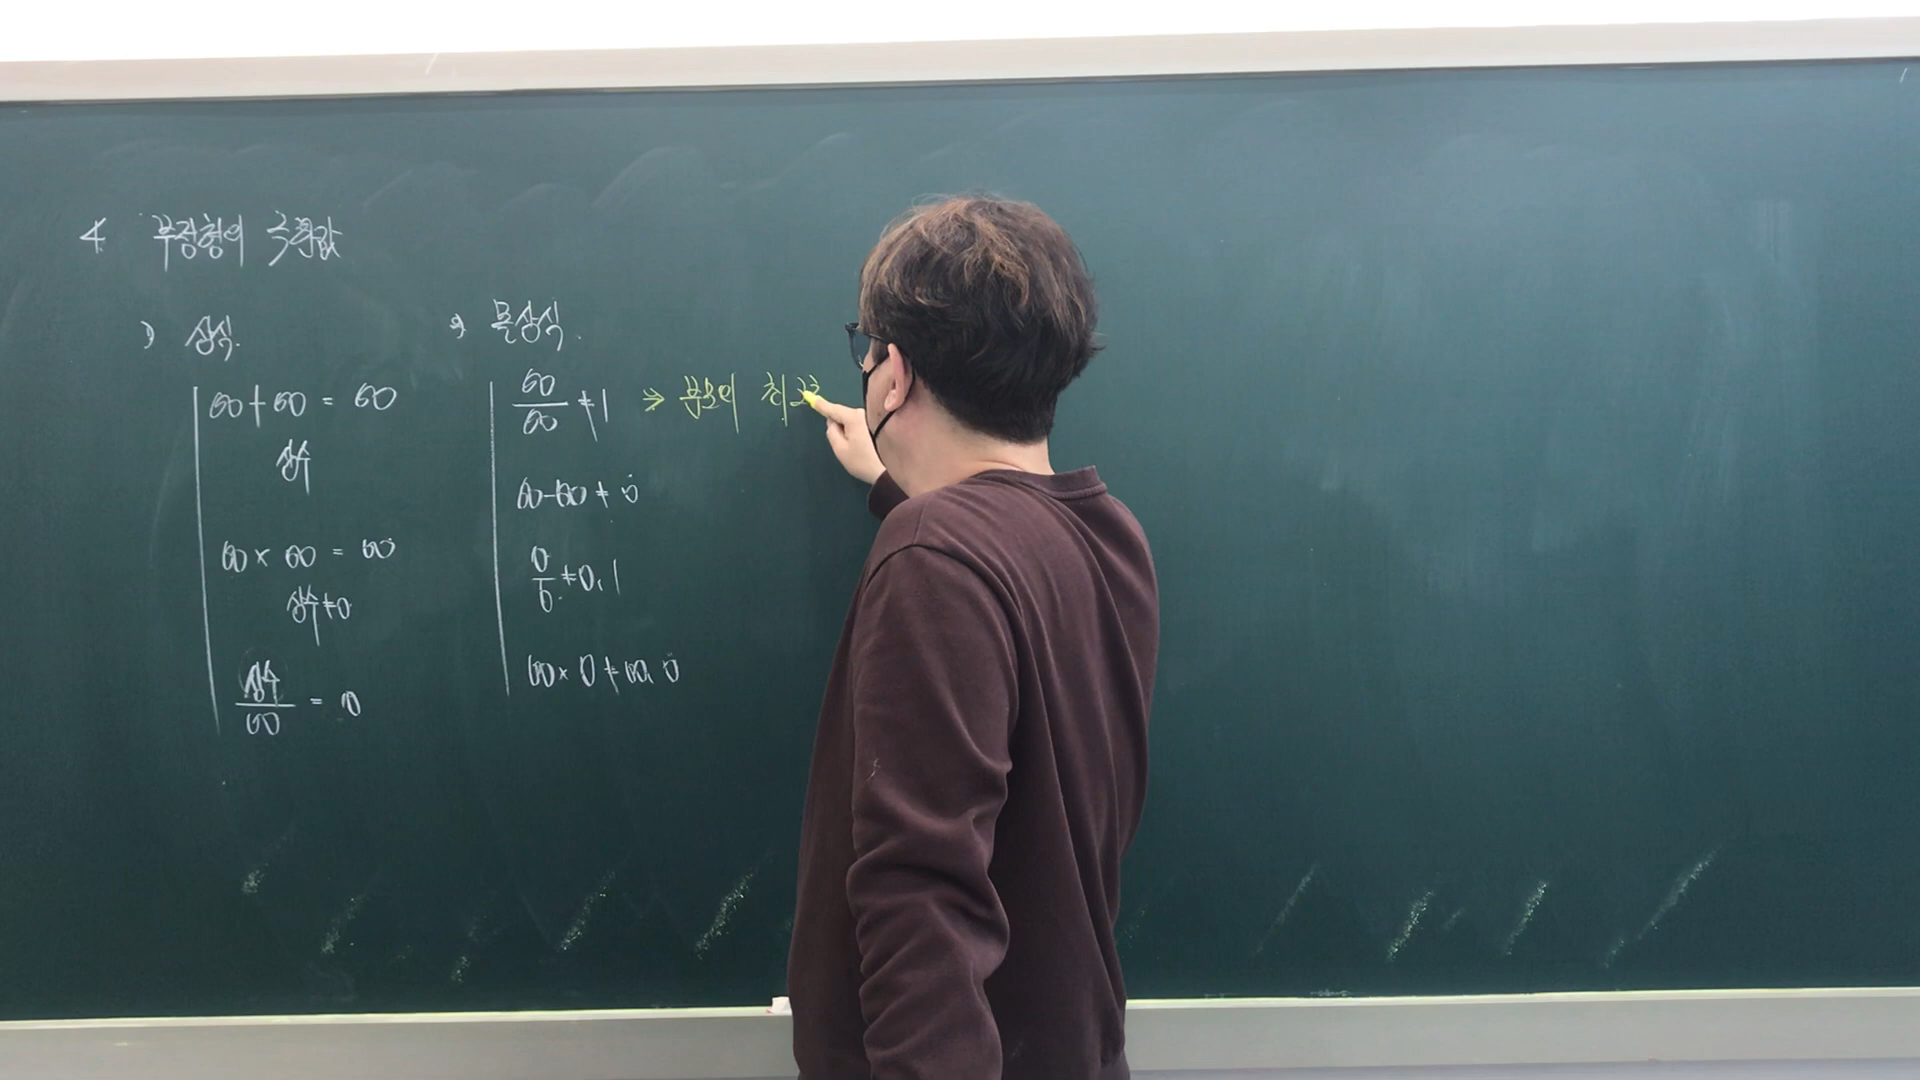 4 부정형의 극한값
1) 상식.
∞+∞ = ∞
상수
∞ × ∞ = ∞
상수≠0
상수/∞ = 0
2) 몰상식.
∞/∞ ≠ 1 ⇒ 분모의 최고차
∞-∞ ≠ 0
0/0 ≠ 0, 1
∞ × 0 ≠ ∞, 0